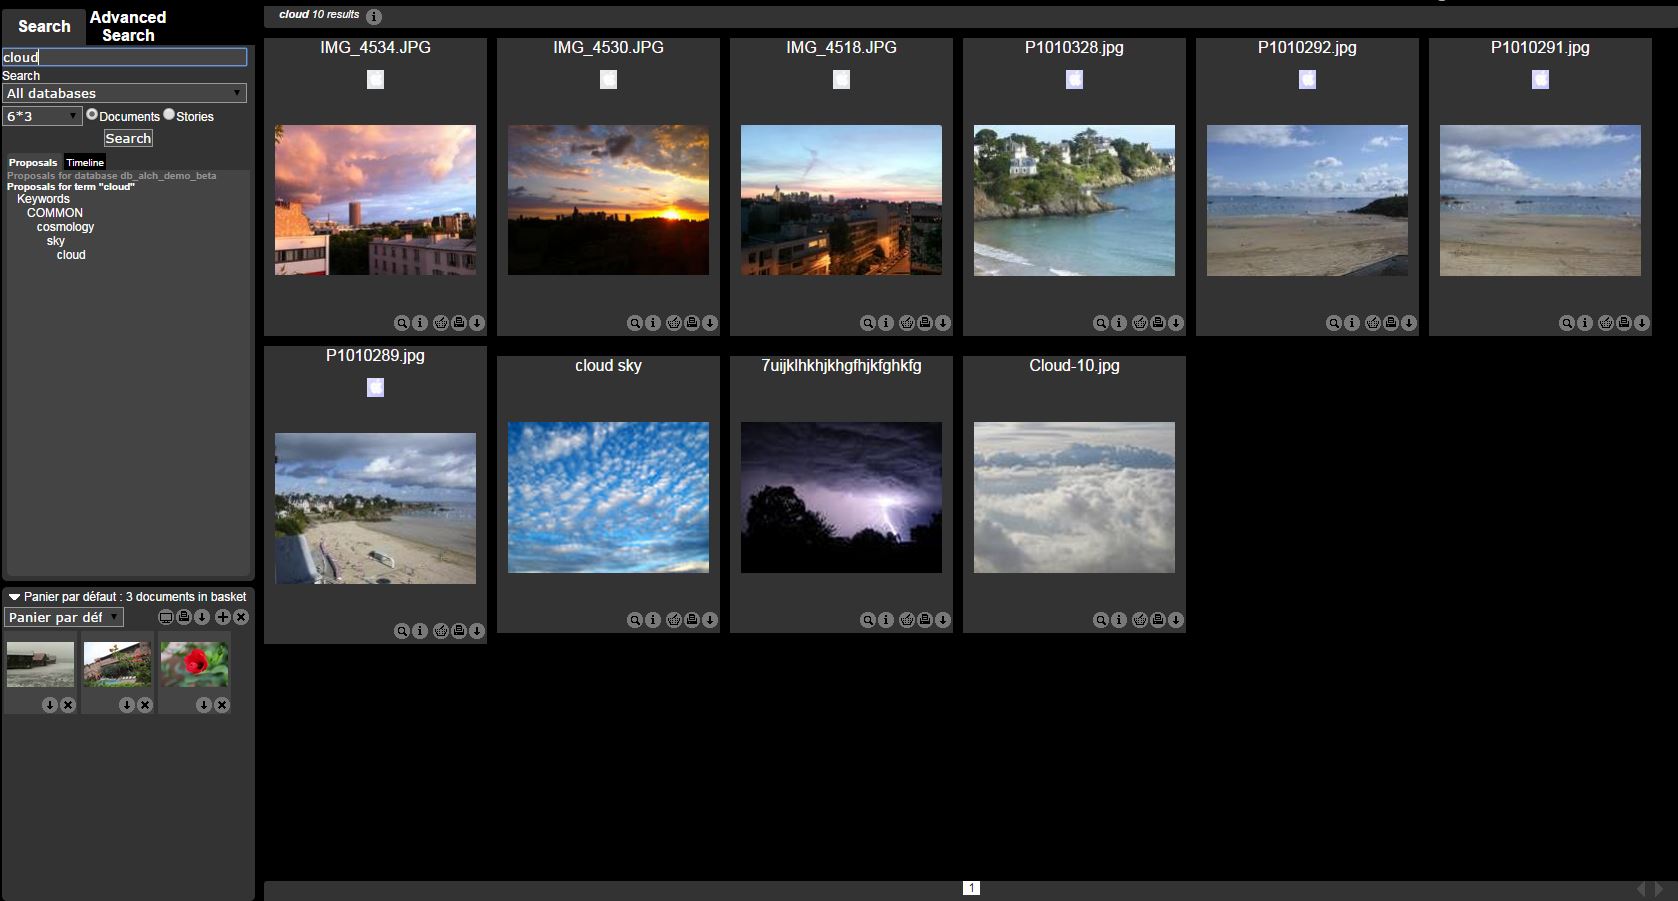 Search
Advanced
Search
cloud
Search
All databases
6*3
Documents Stories
Search
Proposals Timeline
Proposals for database db_alch_demo_beta
Proposals for term "cloud"
Keywords
COMMON
cosmology
sky
cloud
Panier par défaut : 3 documents in basket
Panier par déf
cloud 10 results
IMG_4534.JPG
IMG_4530.JPG
IMG_4518.JPG
P1010328.jpg
P1010292.jpg
P1010291.jpg
P1010289.jpg
cloud sky
7uijklhkhjkhgfhjkfghkfg
Cloud-10.jpg
1